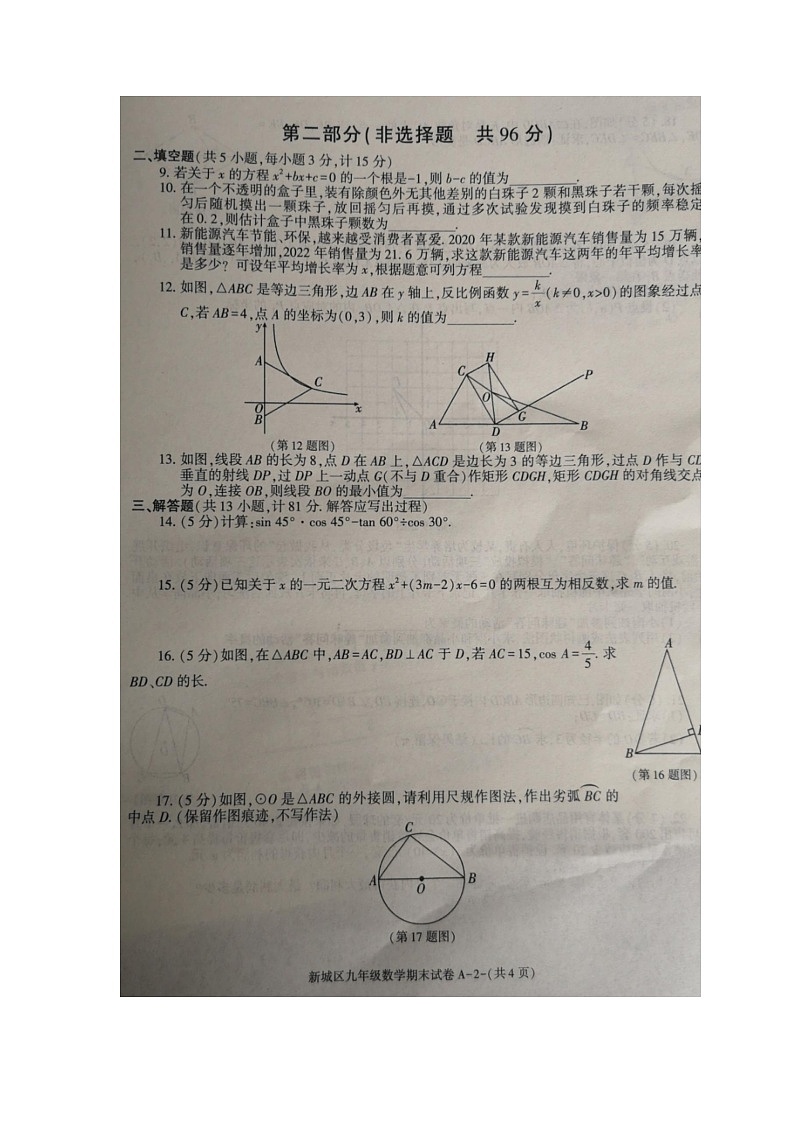 第二部分(非选择题 共96分)
二、填空题(共5小题,每小题3分,计15分)
9. 若关于x的方程x²+bx+c=0的一个根是-1,则b-c的值为________.
10. 在一个不透明的盒子里,装有除颜色外无其他差别的白珠子2颗和黑珠子若干颗,每次摇
匀后随机摸出一颗珠子,放回摇匀后再摸,通过多次试验发现摸到白珠子的频率稳定
在0.2,则估计盒子中黑珠子颗数为________.
11. 新能源汽车节能、环保,越来越受消费者喜爱. 2020年某款新能源汽车销售量为15万辆,
销售量逐年增加,2022年销售量为21.6万辆,求这款新能源汽车这两年的年平均增长率
是多少?可设年平均增长率为x,根据题意可列方程________.
12. 如图,△ABC是等边三角形,边AB在y轴上,反比例函数y=k/x(k≠0,x>0)的图象经过点
C,若AB=4,点A的坐标为(0,3),则k的值为________.
y
A
C
O
x
B
(第12题图)
H
C
P
O
G
A
D
B
(第13题图)
13. 如图,线段AB的长为8,点D在AB上,△ACD是边长为3的等边三角形,过点D作与CD
垂直的射线DP,过DP上一动点G(不与D重合)作矩形CDGH,矩形CDGH的对角线交点
为O,连接OB,则线段BO的最小值为________.
三、解答题(共13小题,计81分.解答应写出过程)
14. (5分)计算:sin 45°·cos 45°-tan 60°÷cos 30°.
15. (5分)已知关于x的一元二次方程x²+(3m-2)x-6=0的两根互为相反数,求m的值.
16. (5分)如图,在△ABC中,AB=AC,BD⊥AC于D,若AC=15,cos A=4/5. 求
BD、CD的长.
A
B
(第16题图)
17. (5分)如图,⊙O是△ABC的外接圆,请利用尺规作图法,作出劣弧BC的
中点D.(保留作图痕迹,不写作法)
C
A
O
B
(第17题图)
新城区九年级数学期末试卷A-2-(共4页)